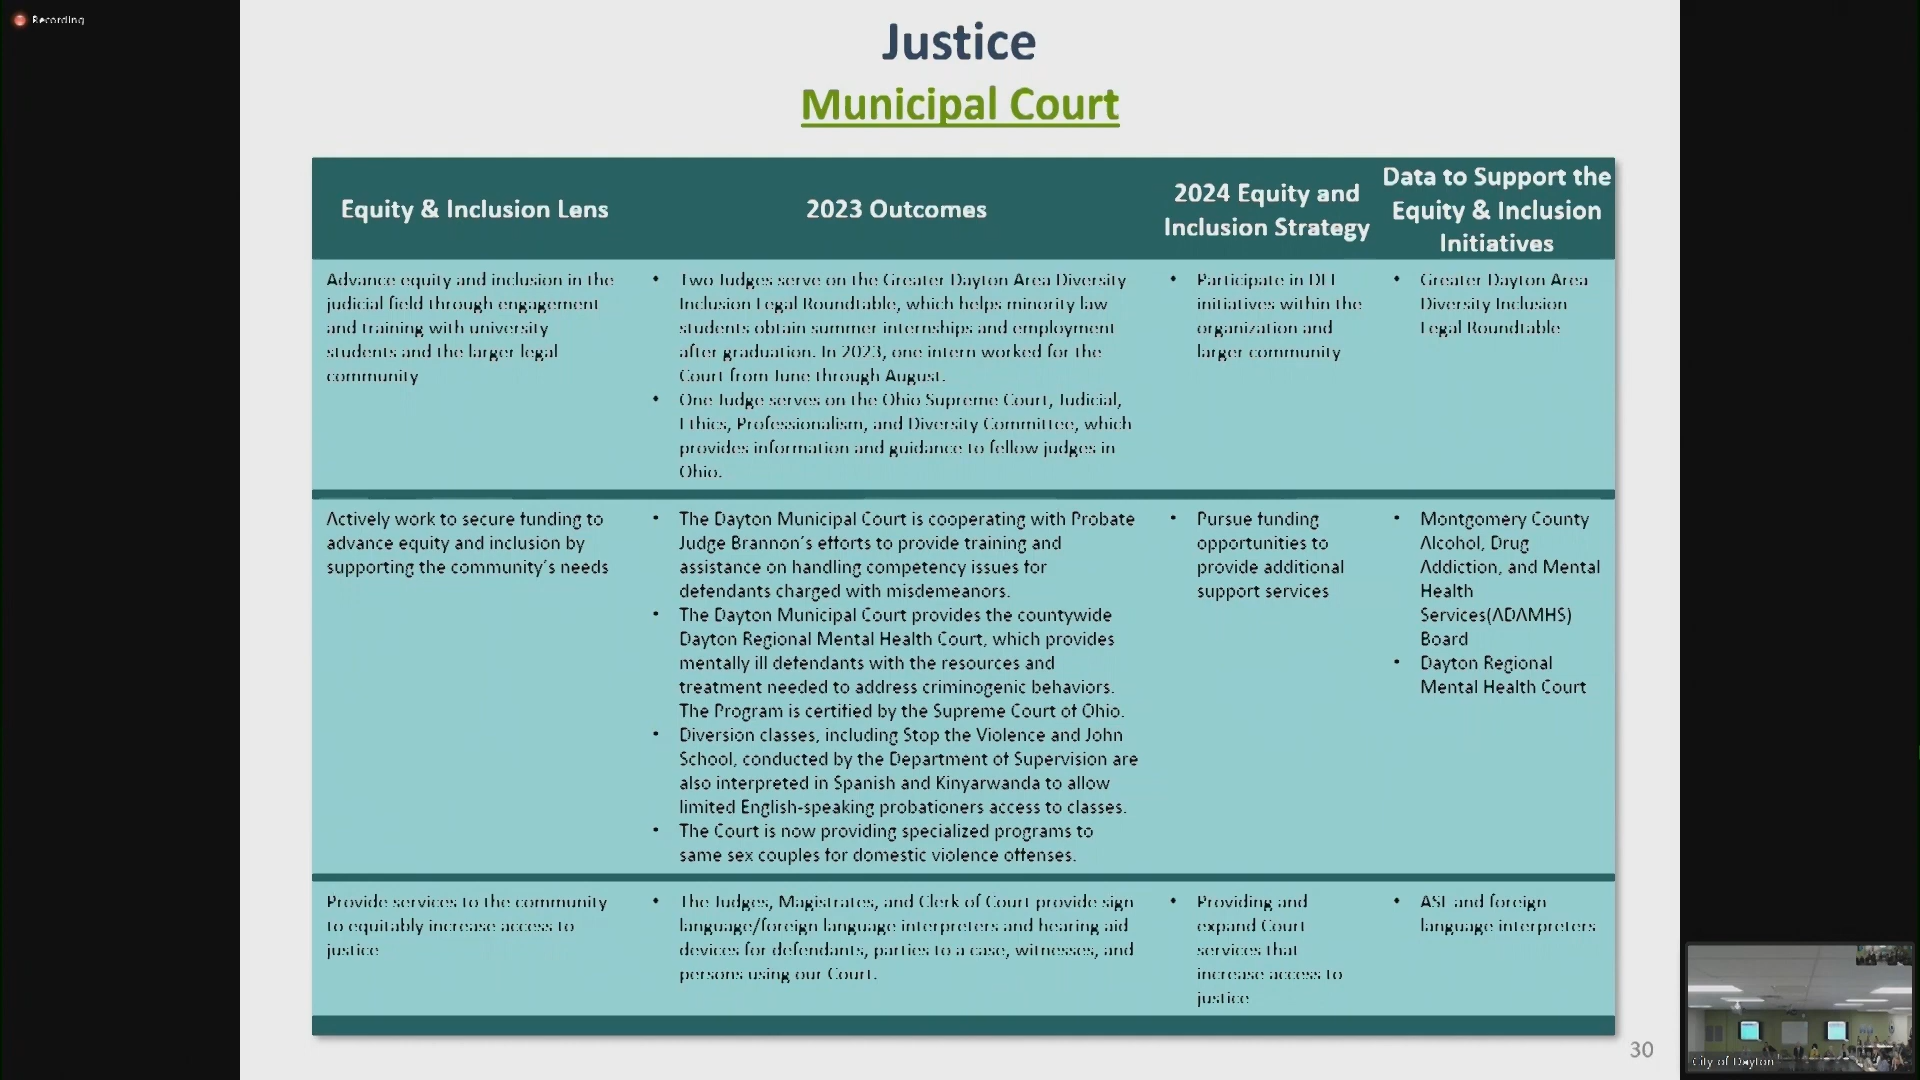 Recording
Justice
Municipal Court
Equity & Inclusion Lens
2023 Outcomes
2024 Equity and
Inclusion Strategy
Data to Support the
Equity & Inclusion
Initiatives
Advance equity and inclusion in the
judicial field through engagement
and training with university
students and the larger legal
community
• Two Judges serve on the Greater Dayton Area Diversity
Inclusion Legal Roundtable, which helps minority law
students obtain summer internships and employment
after graduation. In 2023, one intern worked for the
Court from June through August.
• One Judge serves on the Ohio Supreme Court, Judicial,
Ethics, Professionalism, and Diversity Committee, which
provides information and guidance to fellow judges in
Ohio.
• Participate in DEI
initiatives within the
organization and
larger community
• Greater Dayton Area
Diversity Inclusion
Legal Roundtable
Actively work to secure funding to
advance equity and inclusion by
supporting the community's needs
• The Dayton Municipal Court is cooperating with Probate
Judge Brannon's efforts to provide training and
assistance on handling competency issues for
defendants charged with misdemeanors.
• The Dayton Municipal Court provides the countywide
Dayton Regional Mental Health Court, which provides
mentally ill defendants with the resources and
treatment needed to address criminogenic behaviors.
The Program is certified by the Supreme Court of Ohio.
• Diversion classes, including Stop the Violence and John
School, conducted by the Department of Supervision are
also interpreted in Spanish and Kinyarwanda to allow
limited English-speaking probationers access to classes.
• The Court is now providing specialized programs to
same sex couples for domestic violence offenses.
• Pursue funding
opportunities to
provide additional
support services
• Montgomery County
Alcohol, Drug
Addiction, and Mental
Health
Services(ADAMHS)
Board
• Dayton Regional
Mental Health Court
Provide services to the community
to equitably increase access to
justice
• The Judges, Magistrates, and Clerk of Court provide sign
language/foreign language interpreters and hearing aid
devices for defendants, parties to a case, witnesses, and
persons using our Court.
• Providing and
expand Court
services that
increase access to
justice
• ASL and foreign
language interpreters
30
City of Dayton